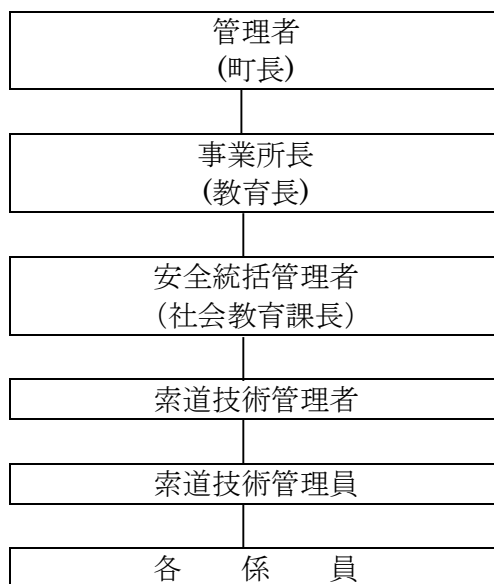 管理者
(町長)
事業所長
(教育長)
安全統括管理者
（社会教育課長）
索道技術管理者
索道技術管理員
各　係　員